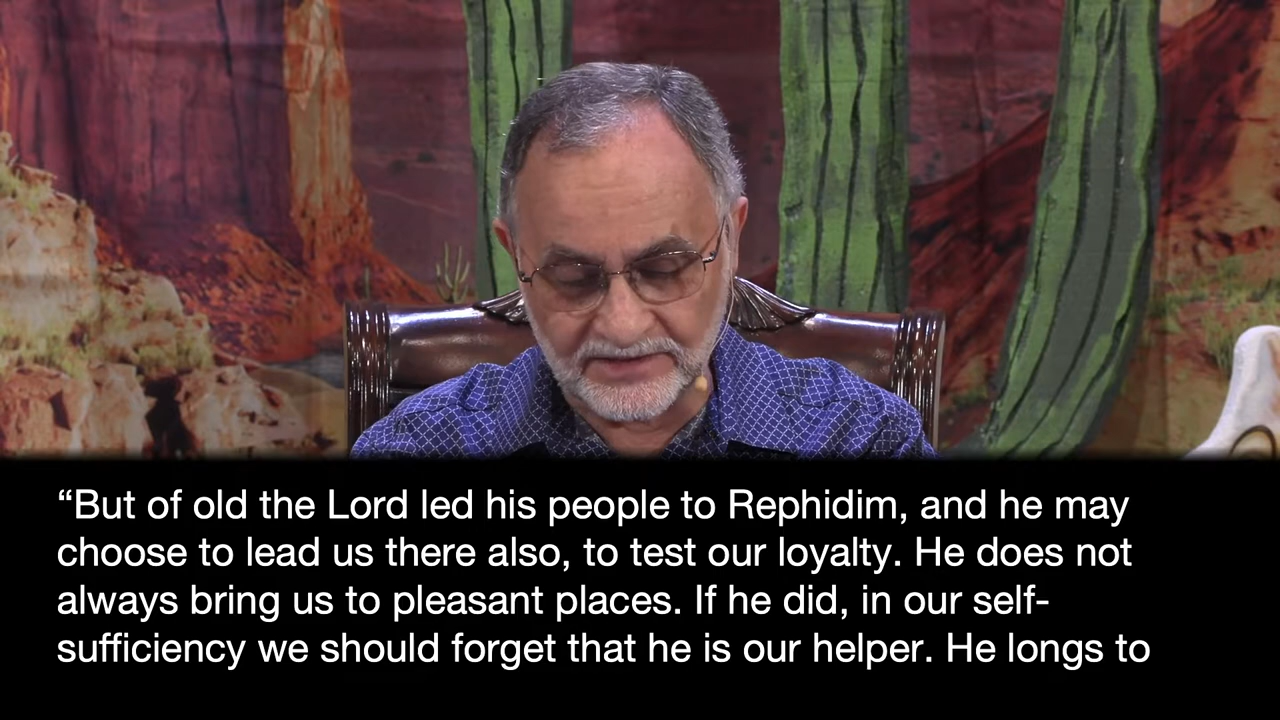 “But of old the Lord led his people to Rephidim, and he may
choose to lead us there also, to test our loyalty. He does not
always bring us to pleasant places. If he did, in our self-
sufficiency we should forget that he is our helper. He longs to